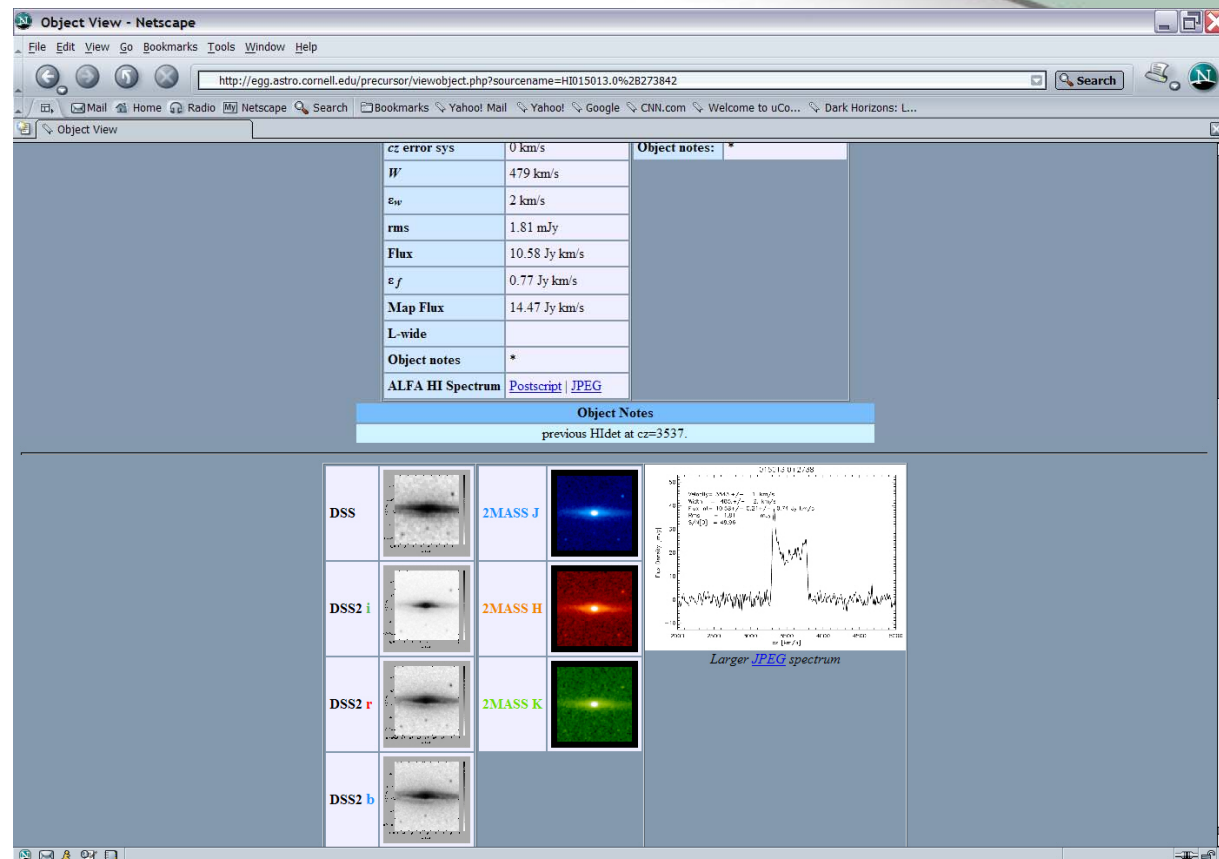 Object View - Netscape
File Edit View Go Bookmarks Tools Window Help
http://egg.astro.cornell.edu/precursor/viewobject.php?sourcename=HI015013.0%2B273842
Search
Mail Home Radio My Netscape Search Bookmarks Yahoo! Mail Yahoo! Google CNN.com Welcome to uCo... Dark Horizons: L...
Object View
cz error sys 0 km/s Object notes: *
W 479 km/s
εw 2 km/s
rms 1.81 mJy
Flux 10.58 Jy km/s
εf 0.77 Jy km/s
Map Flux 14.47 Jy km/s
L-wide
Object notes *
ALFA HI Spectrum Postscript | JPEG
Object Notes
previous HIdet at cz=3537.
DSS 2MASS J
DSS2 i 2MASS H
DSS2 r 2MASS K
DSS2 b
Larger JPEG spectrum